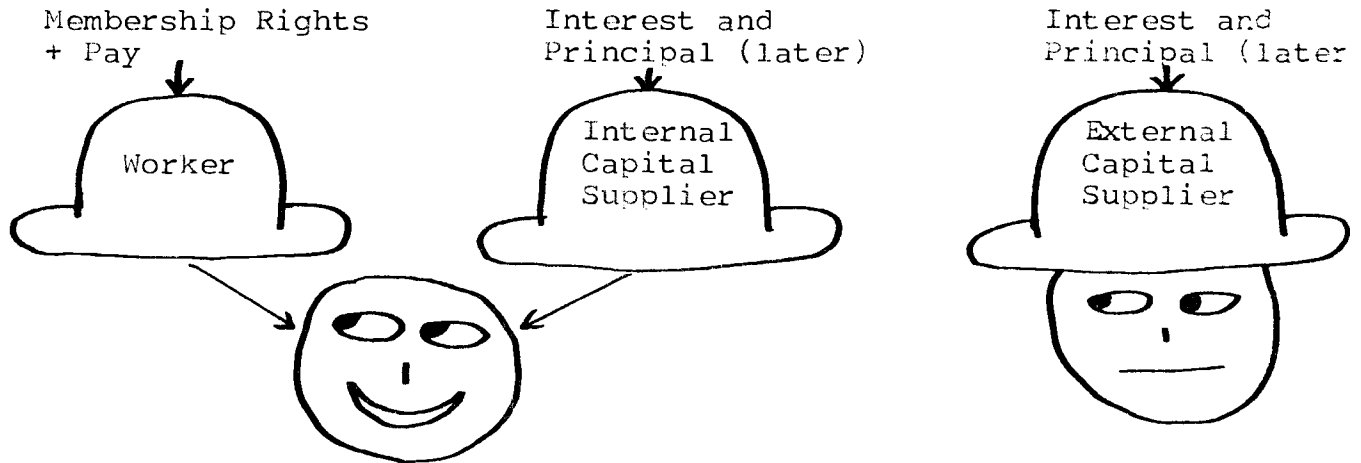 Membership Rights
+ Pay
Interest and
Principal (later)
Interest and
Principal (later
Worker
Internal
Capital
Supplier
External
Capital
Supplier